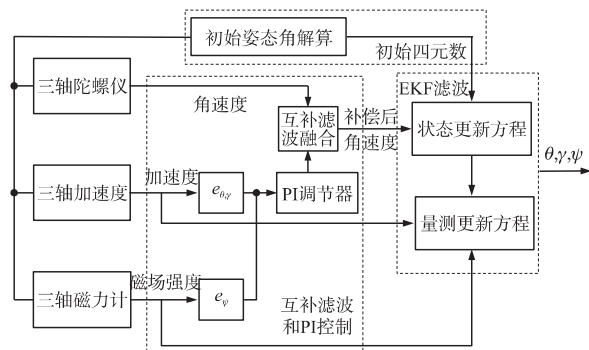 初始姿态角解算
初始四元数
三轴陀螺仪
角速度
互补滤
波融合
补偿后
角速度
EKF滤波
状态更新方程
θ,γ,ψ
三轴加速度
加速度
eθ,γ
PI调节器
量测更新方程
三轴磁力计
磁场强度
eψ
互补滤波
和PI控制